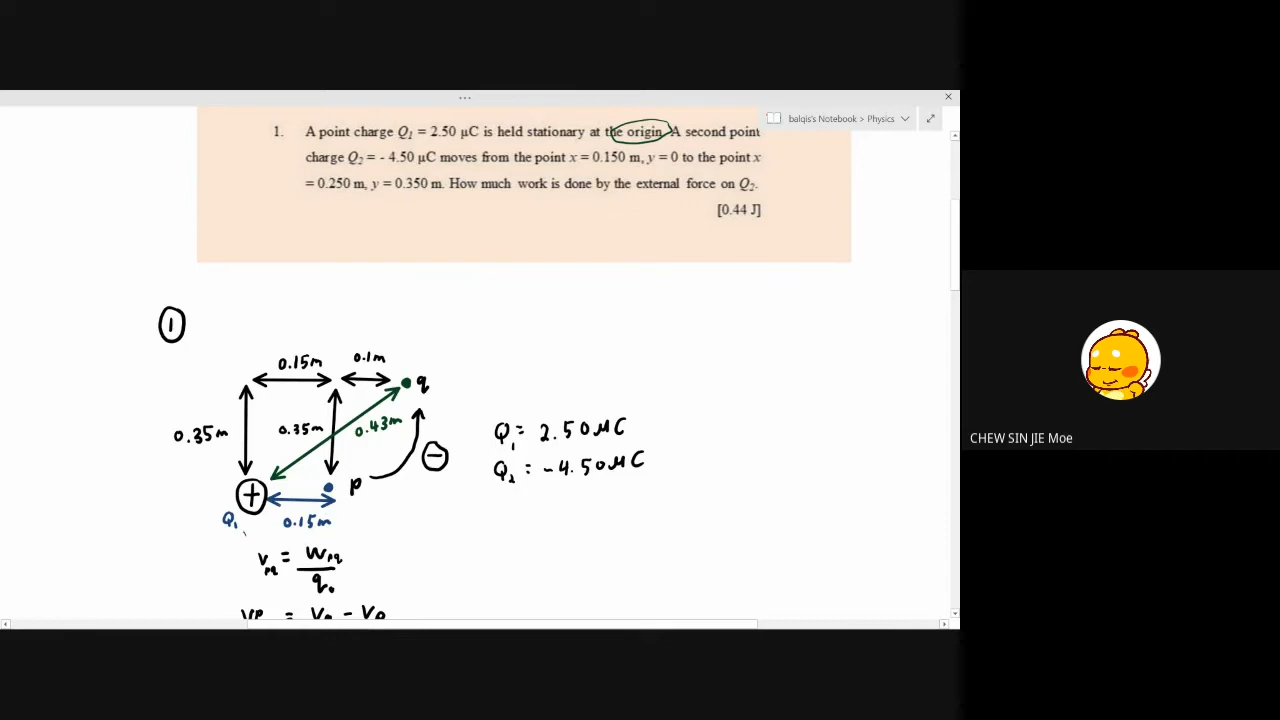 balqis's Notebook > Physics
1. A point charge Q1 = 2.50 µC is held stationary at the origin. A second point
charge Q2 = - 4.50 µC moves from the point x = 0.150 m, y = 0 to the point x
= 0.250 m, y = 0.350 m. How much work is done by the external force on Q2.
[0.44 J]
1
0.15m 0.1m
q
0.35m 0.35m 0.43m
+ P −
Q1 0.15m
Q1 = 2.50 µC
Q2 = -4.50 µC
Vpq = Wpq
q0
CHEW SIN JIE Moe